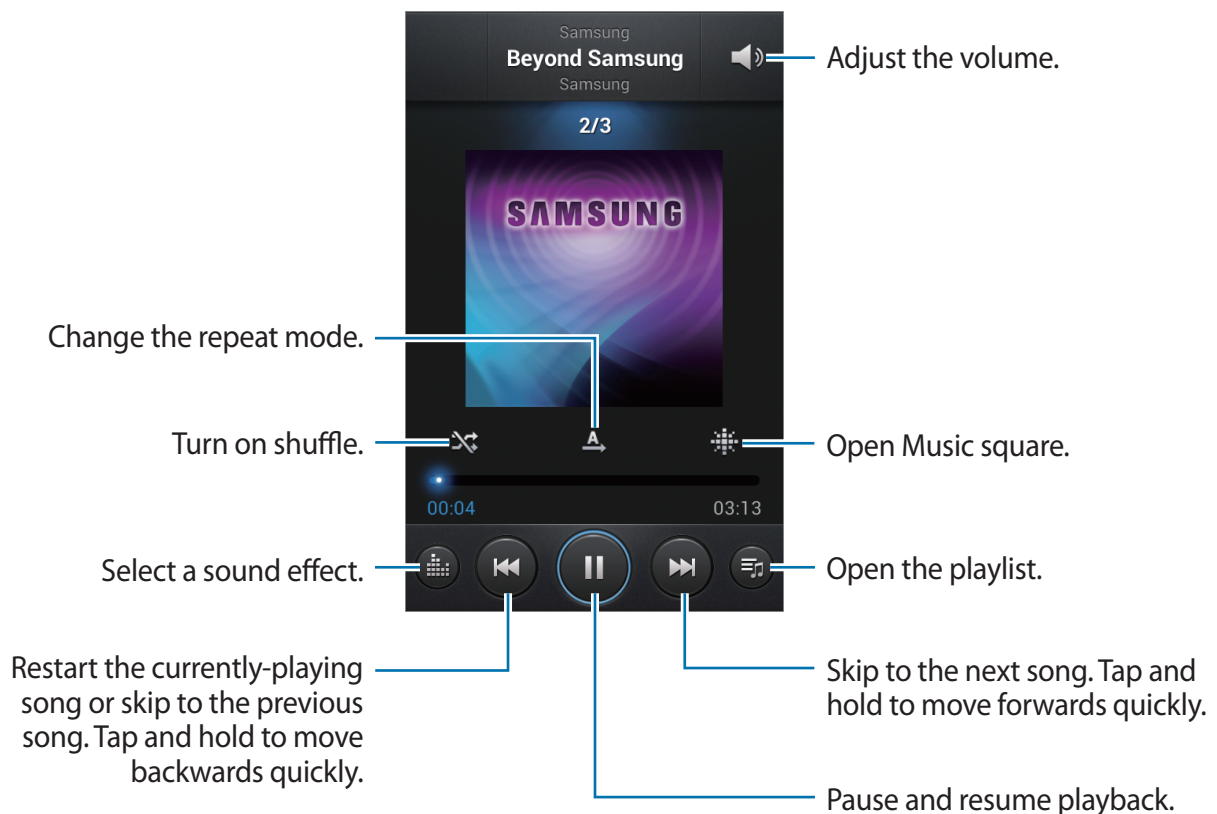 Samsung
Beyond Samsung
Samsung
Adjust the volume.
2/3
SAMSUNG
Change the repeat mode.
A
Turn on shuffle.
Open Music square.
00:04
03:13
Select a sound effect.
Open the playlist.
Restart the currently-playing
song or skip to the previous
song. Tap and hold to move
backwards quickly.
Skip to the next song. Tap and
hold to move forwards quickly.
Pause and resume playback.